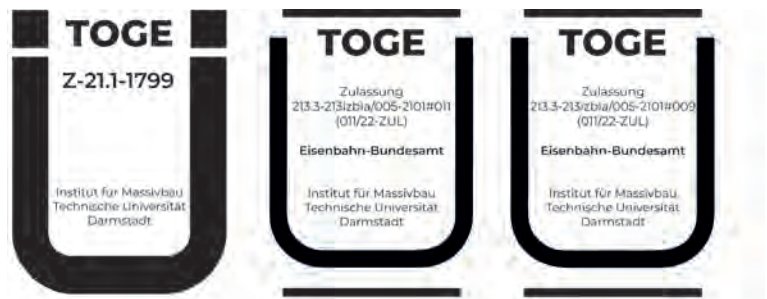 TOGE
Z-21.1-1799
Institut für Massivbau
Technische Universität
Darmstadt
TOGE
Zulassung
213.3-213izbia/005-2101#011
(011/22-ZUL)
Eisenbahn-Bundesamt
Institut für Massivbau
Technische Universität
Darmstadt
TOGE
Zulassung
213.3-213izbia/005-2101#009
(011/22-ZUL)
Eisenbahn-Bundesamt
Institut für Massivbau
Technische Universität
Darmstadt